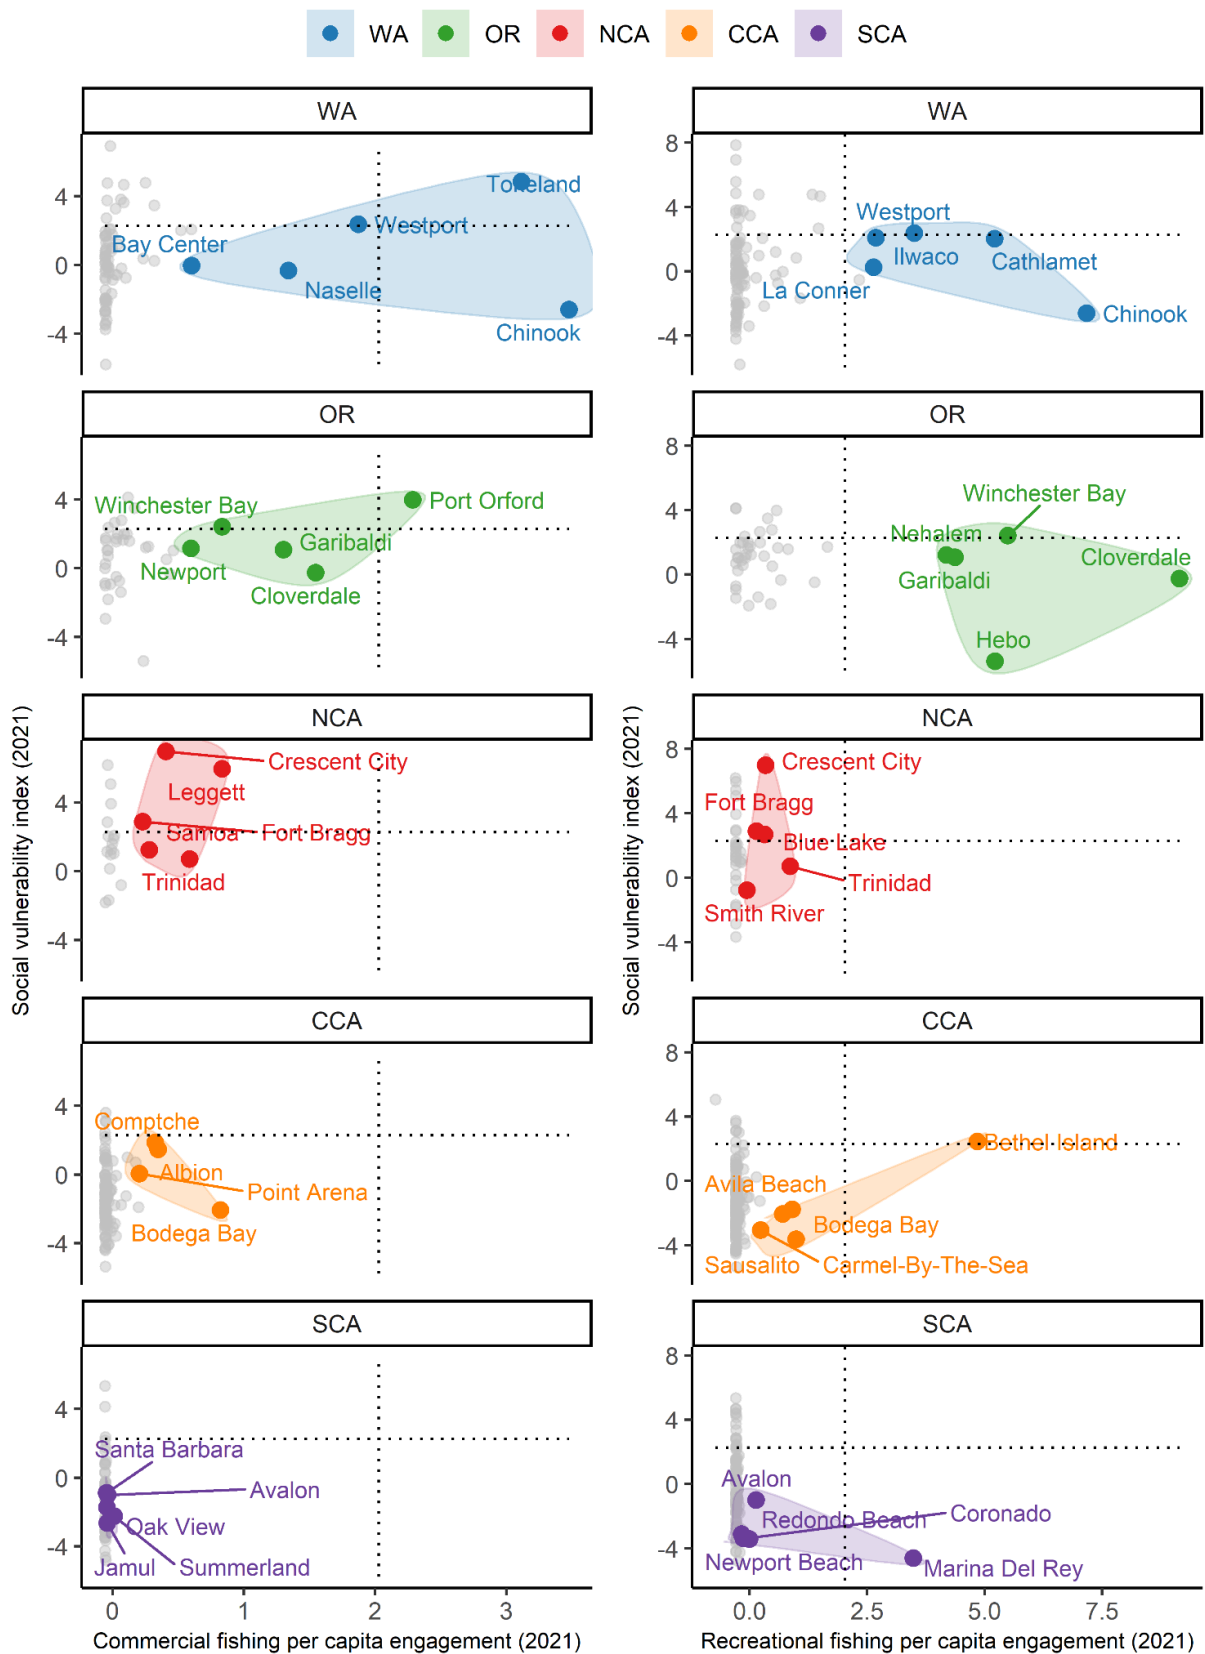 WA OR NCA CCA SCA
WA
4
0
-4
Tokeland
Westport
Bay Center
Naselle
Chinook
WA
8
4
0
-4
Westport
Ilwaco
Cathlamet
La Conner
Chinook
OR
4
0
-4
Winchester Bay
Port Orford
Garibaldi
Newport
Cloverdale
OR
8
4
0
-4
Winchester Bay
Nehalem
Cloverdale
Garibaldi
Hebo
Social vulnerability index (2021)
NCA
4
0
-4
Crescent City
Leggett
Samoa
Fort Bragg
Trinidad
Social vulnerability index (2021)
NCA
8
4
0
-4
Crescent City
Fort Bragg
Blue Lake
Trinidad
Smith River
CCA
4
0
-4
Comptche
Albion
Point Arena
Bodega Bay
CCA
8
4
0
-4
Bethel Island
Avila Beach
Bodega Bay
Sausalito
Carmel-By-The-Sea
SCA
4
0
-4
Santa Barbara
Avalon
Oak View
Jamul
Summerland
0 1 2 3
Commercial fishing per capita engagement (2021)
SCA
8
4
0
-4
Avalon
Coronado
Redondo Beach
Newport Beach
Marina Del Rey
0.0 2.5 5.0 7.5
Recreational fishing per capita engagement (2021)